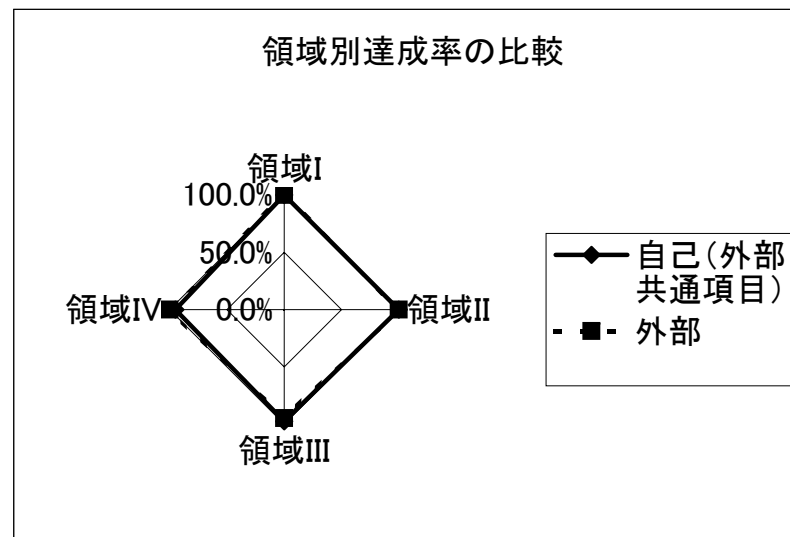 領域別達成率の比較
領域I
100.0%
50.0%
領域IV
0.0%
領域II
領域III
自己(外部
共通項目)
外部